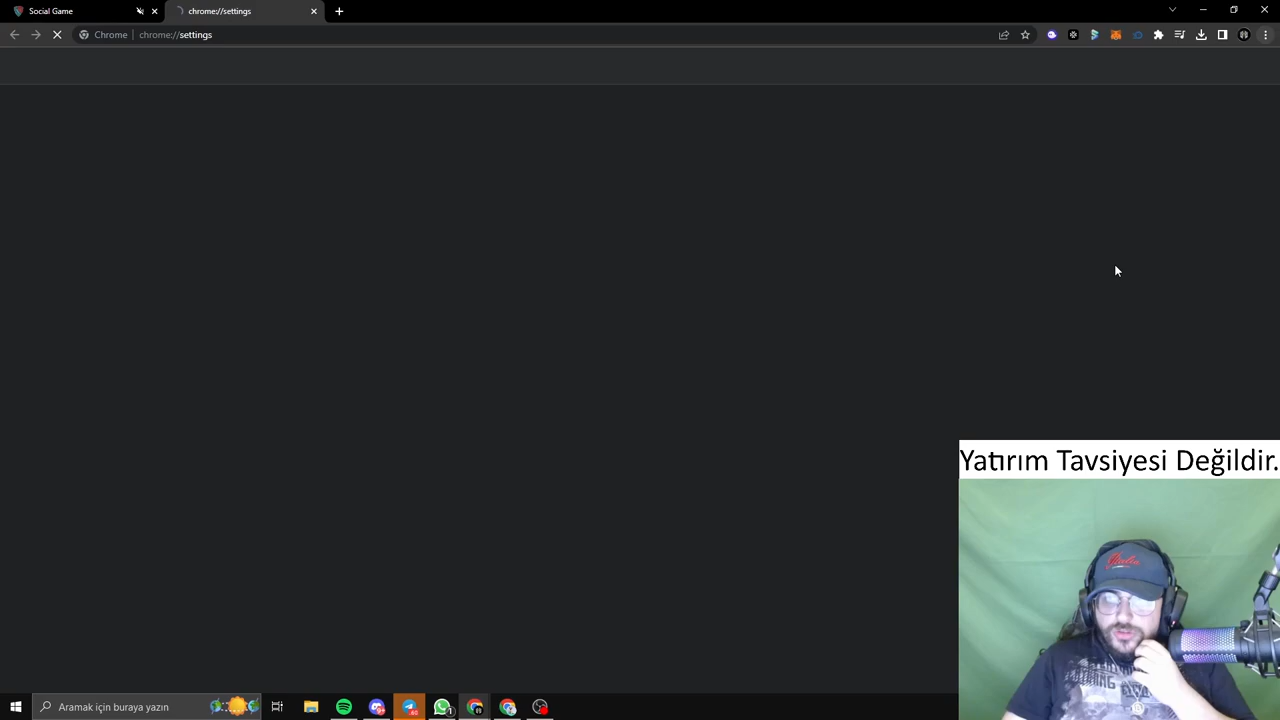 Social Game
chrome://settings
Chrome
chrome://settings
Yatırım Tavsiyesi Değildir.
Aramak için buraya yazın